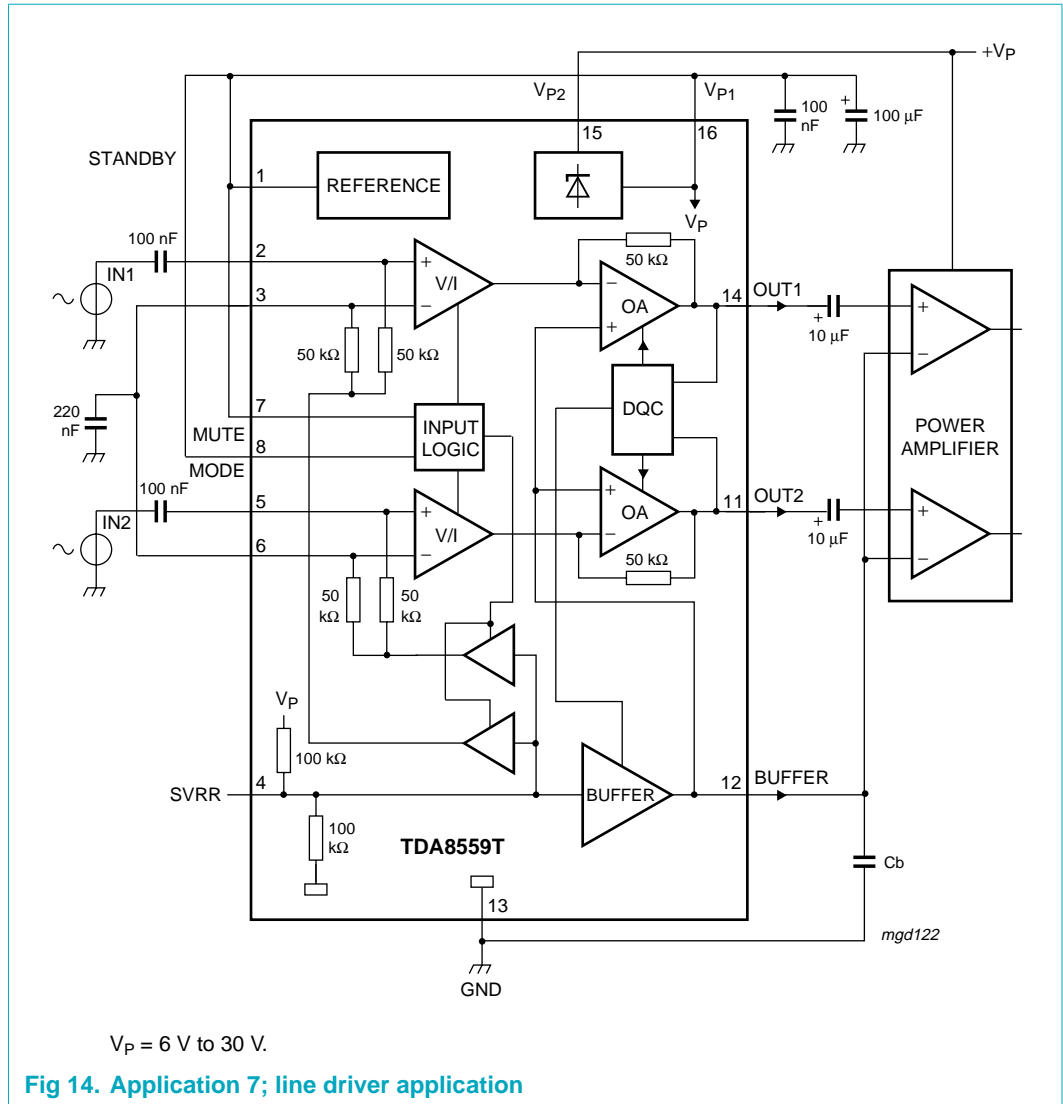 +VP
VP2
VP1
100
nF
+
100 μF
15
16
STANDBY
1
REFERENCE
VP
100 nF
2
IN1
3
+
V/I
−
50 kΩ
−
OA
+
14
OUT1
+
10 μF
+
−
50 kΩ
50 kΩ
220
nF
7
MUTE
8
MODE
INPUT
LOGIC
DQC
POWER
AMPLIFIER
100 nF
5
IN2
6
+
V/I
−
+
OA
−
11
OUT2
+
10 μF
+
−
50 kΩ
50
kΩ
50
kΩ
VP
100 kΩ
4
SVRR
BUFFER
12
BUFFER
100
kΩ
TDA8559T
Cb
13
mgd122
GND
VP = 6 V to 30 V.
Fig 14. Application 7; line driver application